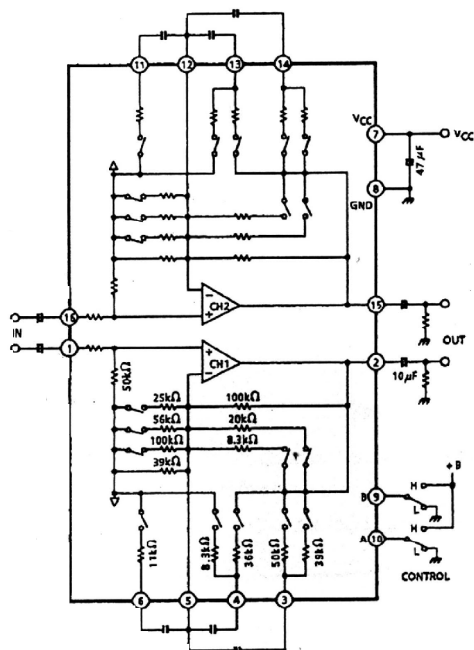 11 12 13 14
VCC 7 VCC
47μF
8
GND
CH2
IN 16 15
OUT
1 CH1 2
10μF
50kΩ
25kΩ 100kΩ
56kΩ 20kΩ
100kΩ 8.3kΩ
39kΩ
+B
H
B 9 L
H
A 10 L
CONTROL
11kΩ 8.3kΩ 36kΩ 50kΩ 39kΩ
6 5 4 3